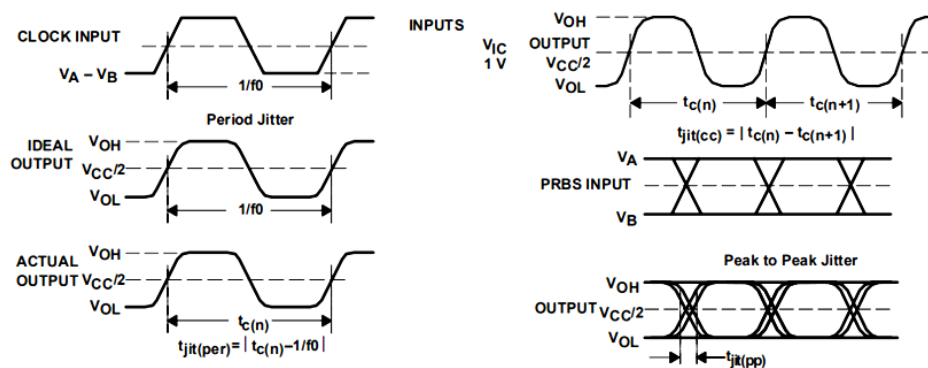 CLOCK INPUT
VA – VB
1/f0
Period Jitter
IDEAL
OUTPUT
VOH
VCC/2
VOL
1/f0
ACTUAL
OUTPUT
VOH
VCC/2
VOL
tc(n)
tjit(per)= | tc(n)–1/f0 |
INPUTS
VIC
1 V
VOH
OUTPUT
VCC/2
VOL
tc(n)
tc(n+1)
tjit(cc) = | tc(n) – tc(n+1) |
VA
PRBS INPUT
VB
Peak to Peak Jitter
VOH
OUTPUT VCC/2
VOL
tjit(pp)